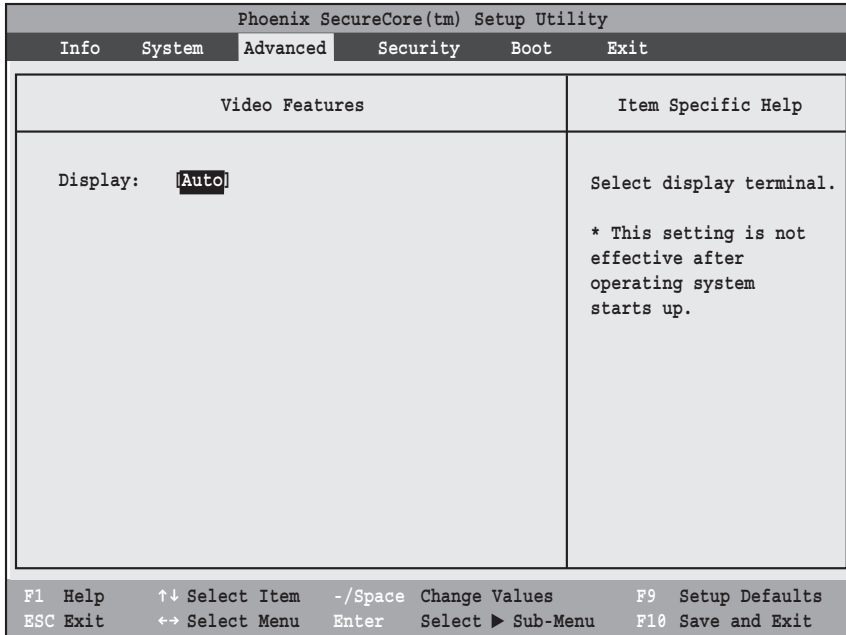 Phoenix SecureCore(tm) Setup Utility
Info System Advanced Security Boot Exit
Video Features
Item Specific Help
Display: [Auto]
Select display terminal.
* This setting is not
effective after
operating system
starts up.
F1 Help ↑↓ Select Item -/Space Change Values F9 Setup Defaults
ESC Exit ←→ Select Menu Enter Select ▶ Sub-Menu F10 Save and Exit